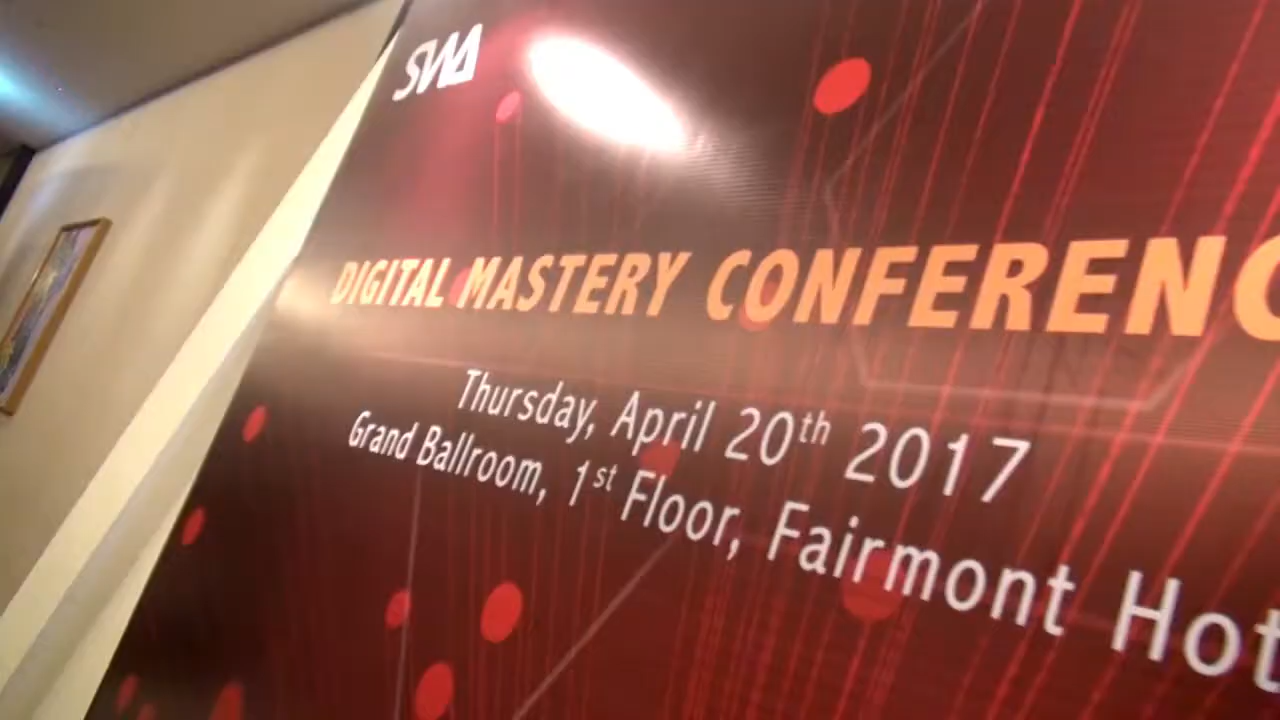 SWA
DIGITAL MASTERY CONFERENC
Thursday, April 20th 2017
Grand Ballroom, 1st Floor, Fairmont Hot